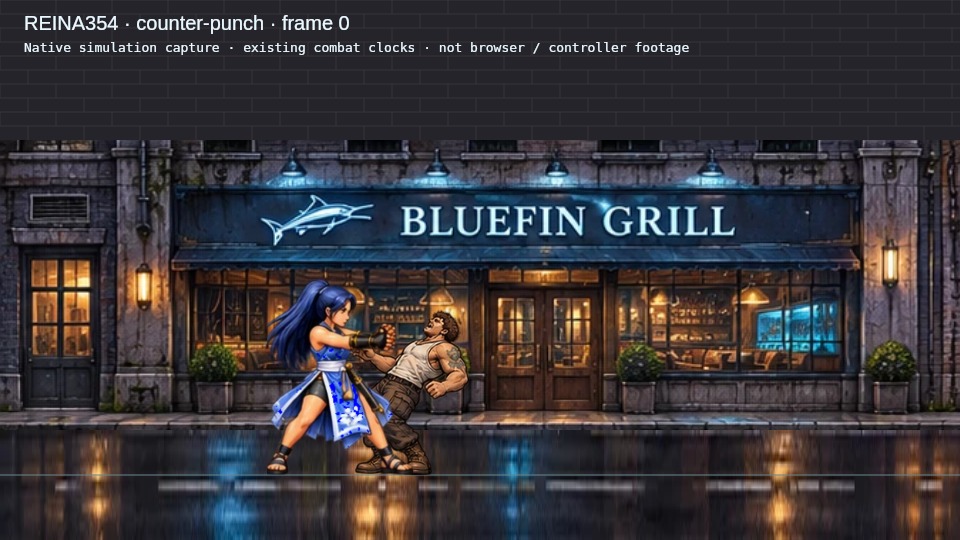 REINA354 · counter-punch · frame 0
Native simulation capture · existing combat clocks · not browser / controller footage
BLUEFIN GRILL